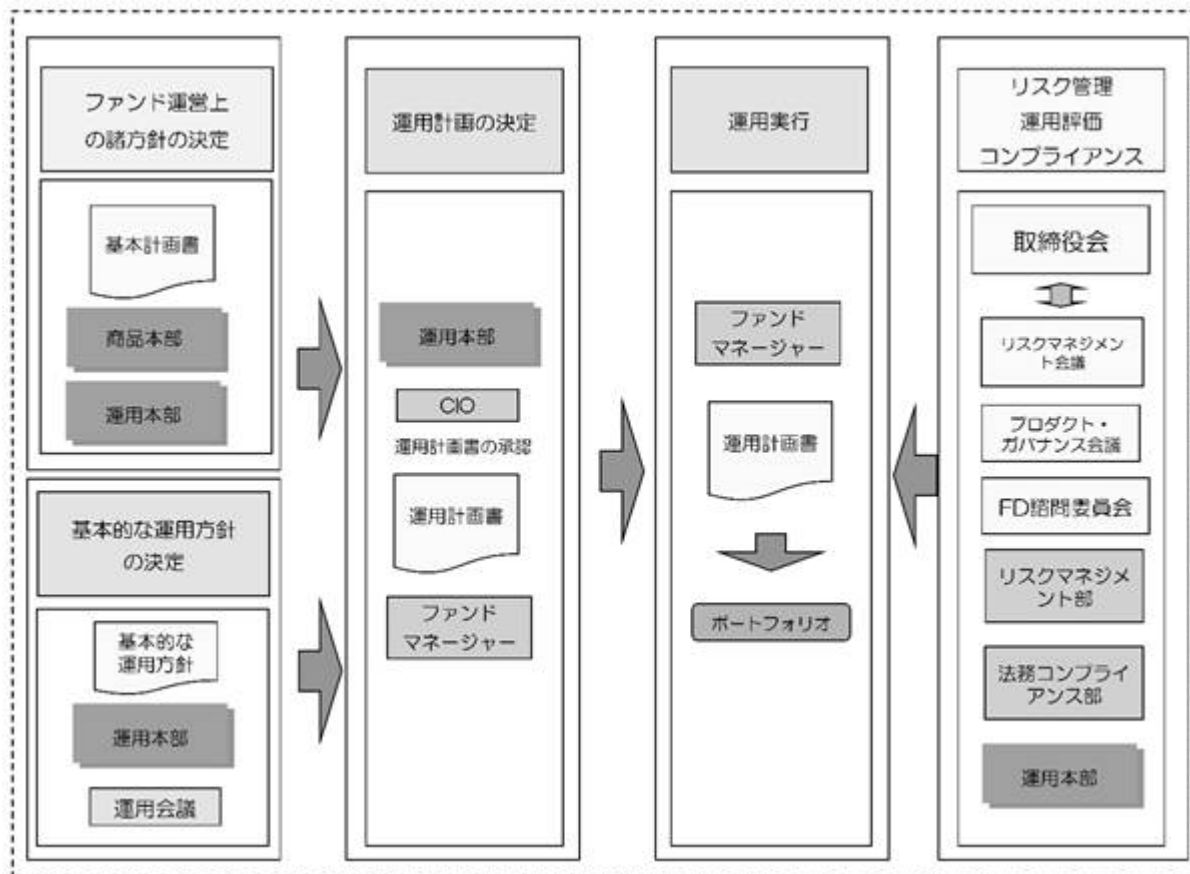 ファンド運営上
の諸方針の決定
基本計画書
商品本部
運用本部
基本的な運用方針
の決定
基本的な
運用方針
運用本部
運用会議
運用計画の決定
運用本部
CIO
運用計画書の承認
運用計画書
ファンド
マネージャー
運用実行
ファンド
マネージャー
運用計画書
ポートフォリオ
リスク管理
運用評価
コンプライアンス
取締役会
リスクマネジメン
ト会議
プロダクト・
ガバナンス会議
FD諮問委員会
リスクマネジメ
ント部
法務コンプライ
アンス部
運用本部